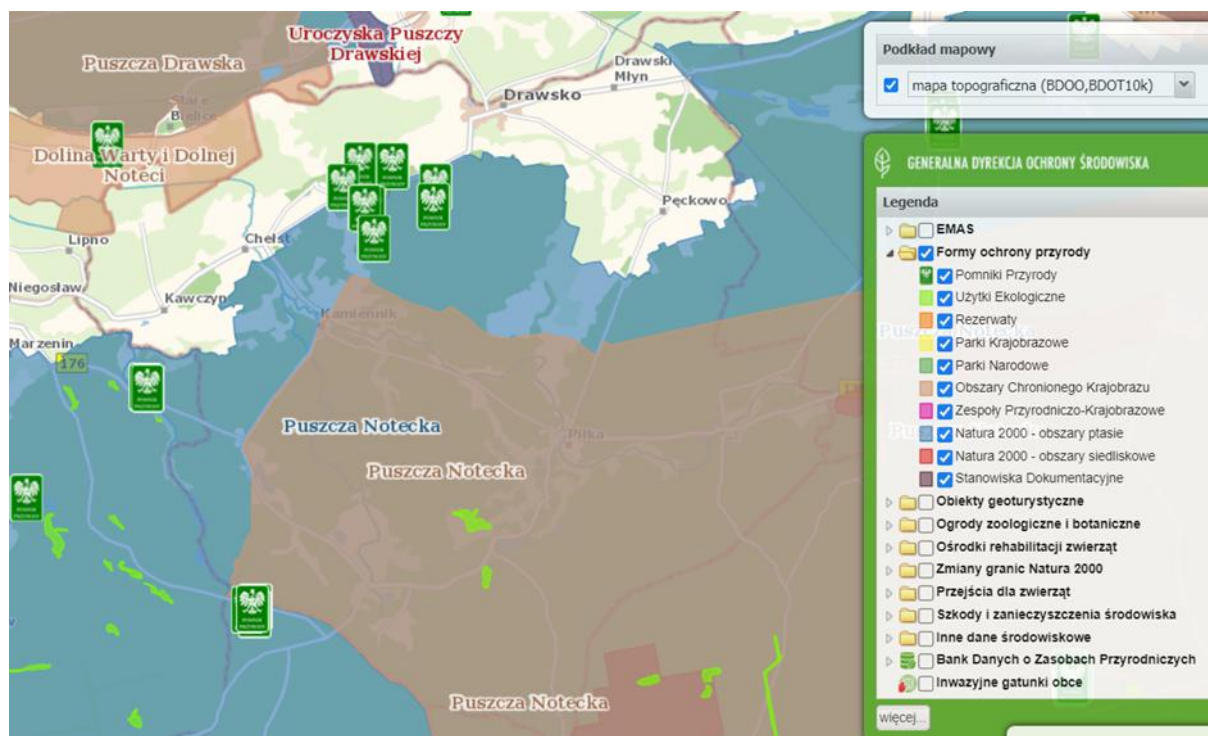 Uroczyska Puszczy
Drawskiej
Puszcza Drawska
Drawski
Młyn
Drawsko
Stare
Bielice
Dolina Warty i Dolnej
Noteci
Pęckowo
Lipno
Chełst
Niegosław
Kawczyn
Kamiennik
Marzenin
176
Puszcza Notecka
Piłka
Puszcza Notecka
Puszcza Notecka
Podkład mapowy
mapa topograficzna (BDOO,BDOT10k)
GENERALNA DYREKCJA OCHRONY ŚRODOWISKA
Legenda
EMAS
Formy ochrony przyrody
Pomniki Przyrody
Użytki Ekologiczne
Rezerwaty
Parki Krajobrazowe
Parki Narodowe
Obszary Chronionego Krajobrazu
Zespoły Przyrodniczo-Krajobrazowe
Natura 2000 - obszary ptasie
Natura 2000 - obszary siedliskowe
Stanowiska Dokumentacyjne
Obiekty geoturystyczne
Ogrody zoologiczne i botaniczne
Ośrodki rehabilitacji zwierząt
Zmiany granic Natura 2000
Przejścia dla zwierząt
Szkody i zanieczyszczenia środowiska
Inne dane środowiskowe
Bank Danych o Zasobach Przyrodniczych
Inwazyjne gatunki obce
więcej...